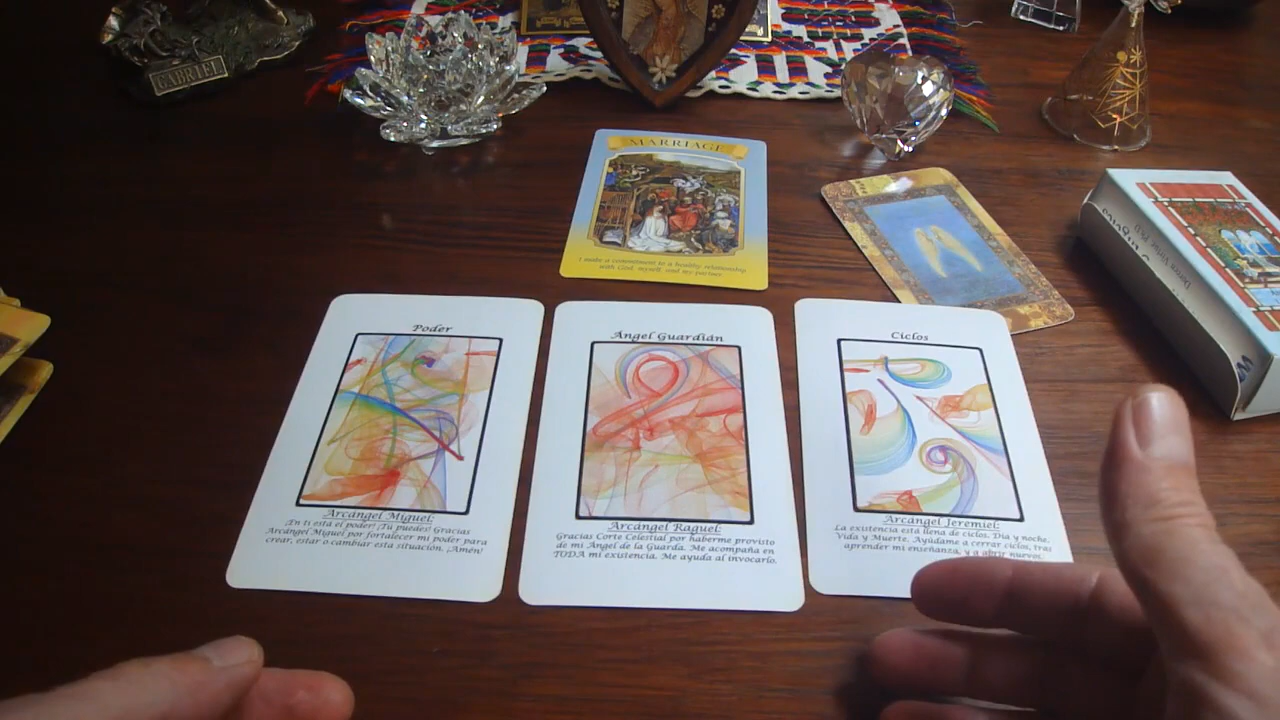 GABRIEL
MARRIAGE
I make a commitment to a healthy relationship
with God, myself, and my partner.
Doreen Virtue, Ph.D.
Poder
Arcángel Miguel:
¡En ti está el poder! ¡Tú puedes! Gracias
Arcángel Miguel por fortalecer mi poder para
crear, estar o cambiar esta situación. ¡Amén!
Ángel Guardián
Arcángel Raguel:
Gracias Corte Celestial por haberme provisto
de mi Ángel de la Guarda. Me acompaña en
TODA mi existencia. Me ayuda al invocarlo.
Ciclos
Arcángel Jeremiel:
La existencia está llena de ciclos. Día y noche.
Vida y Muerte. Ayúdame a cerrar ciclos, tras
aprender mi enseñanza, y a abrir nuevos.